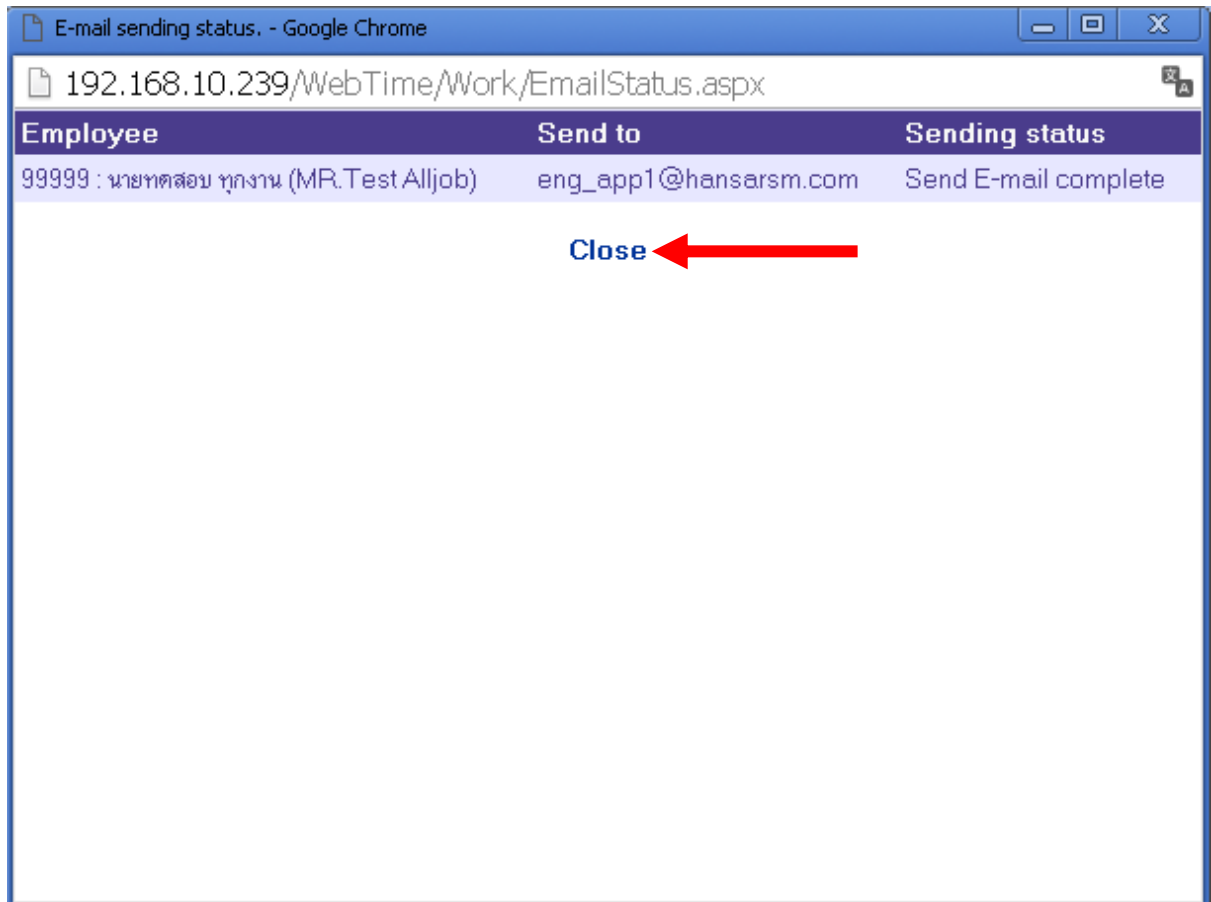 E-mail sending status. - Google Chrome
192.168.10.239/WebTime/Work/EmailStatus.aspx
Employee Send to Sending status
99999 : นายทดสอบ ทุกงาน (MR.Test Alljob) eng_app1@hansarsm.com Send E-mail complete
Close